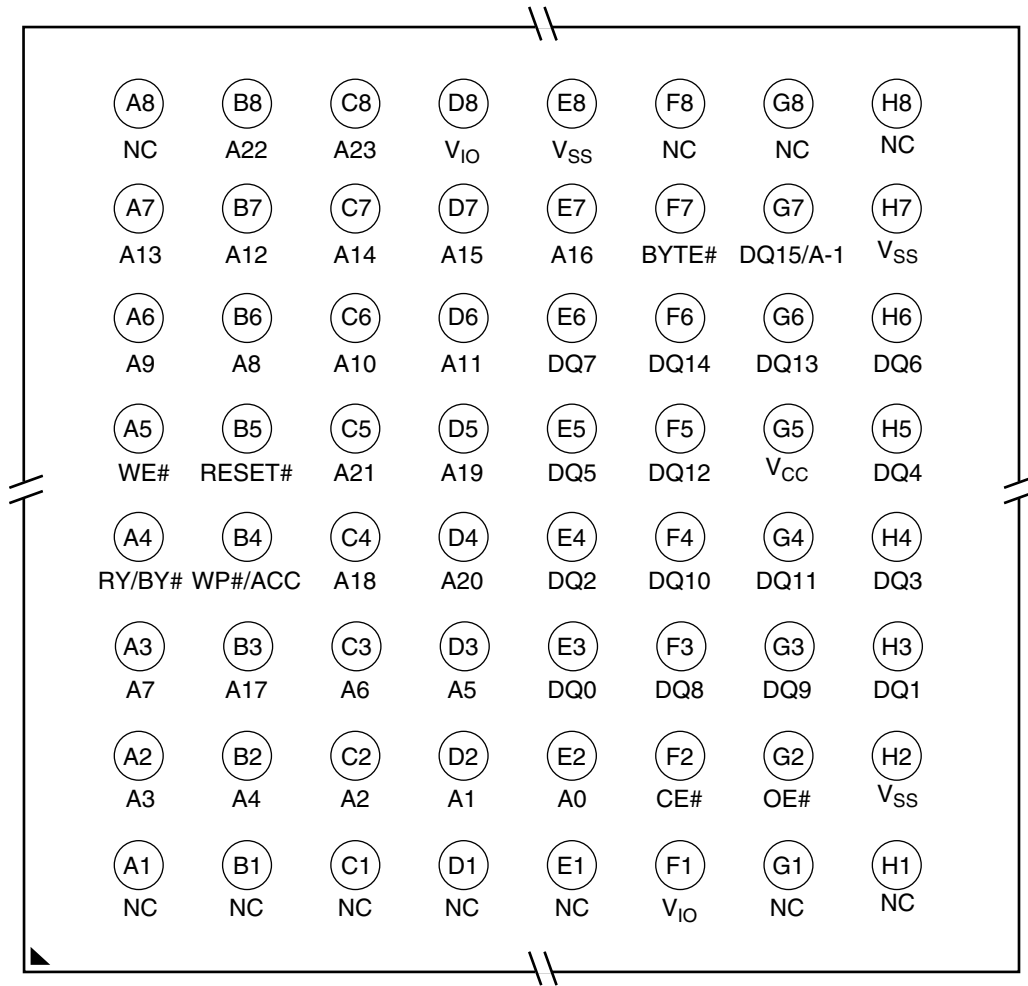 A8 B8 C8 D8 E8 F8 G8 H8
NC A22 A23 VIO VSS NC NC NC
A7 B7 C7 D7 E7 F7 G7 H7
A13 A12 A14 A15 A16 BYTE# DQ15/A-1 VSS
A6 B6 C6 D6 E6 F6 G6 H6
A9 A8 A10 A11 DQ7 DQ14 DQ13 DQ6
A5 B5 C5 D5 E5 F5 G5 H5
WE# RESET# A21 A19 DQ5 DQ12 VCC DQ4
A4 B4 C4 D4 E4 F4 G4 H4
RY/BY# WP#/ACC A18 A20 DQ2 DQ10 DQ11 DQ3
A3 B3 C3 D3 E3 F3 G3 H3
A7 A17 A6 A5 DQ0 DQ8 DQ9 DQ1
A2 B2 C2 D2 E2 F2 G2 H2
A3 A4 A2 A1 A0 CE# OE# VSS
A1 B1 C1 D1 E1 F1 G1 H1
NC NC NC NC NC VIO NC NC